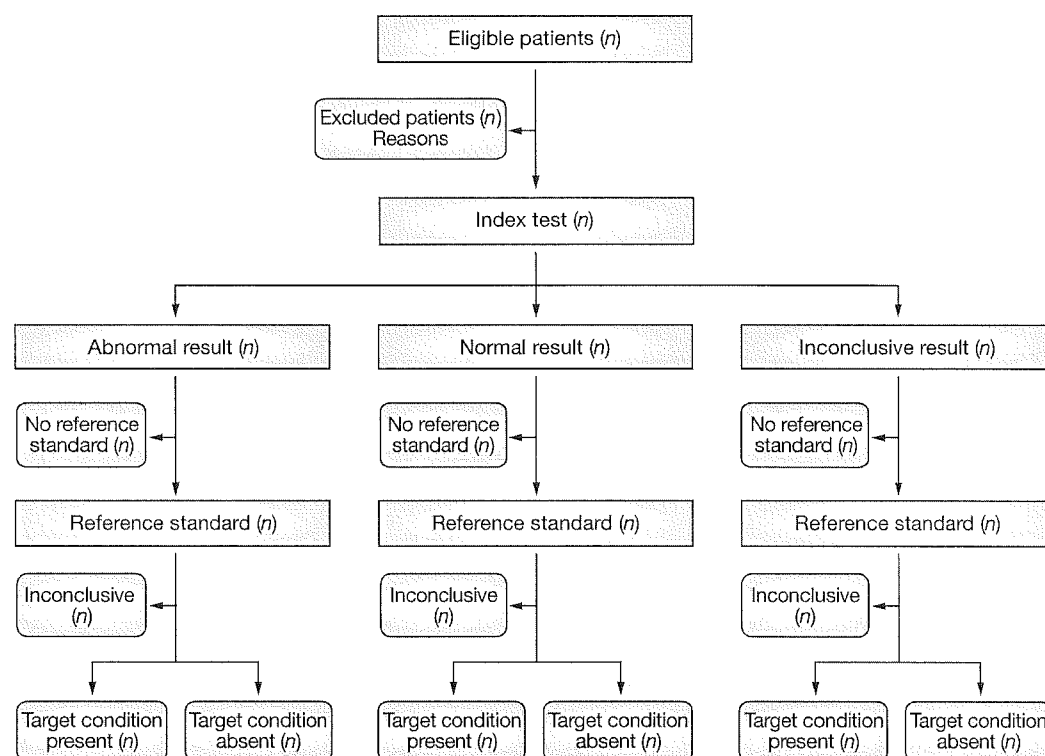 Eligible patients (n)
Excluded patients (n)
Reasons
Index test (n)
Abnormal result (n)
Normal result (n)
Inconclusive result (n)
No reference
standard (n)
No reference
standard (n)
No reference
standard (n)
Reference standard (n)
Reference standard (n)
Reference standard (n)
Inconclusive
(n)
Inconclusive
(n)
Inconclusive
(n)
Target condition
present (n)
Target condition
absent (n)
Target condition
present (n)
Target condition
absent (n)
Target condition
present (n)
Target condition
absent (n)